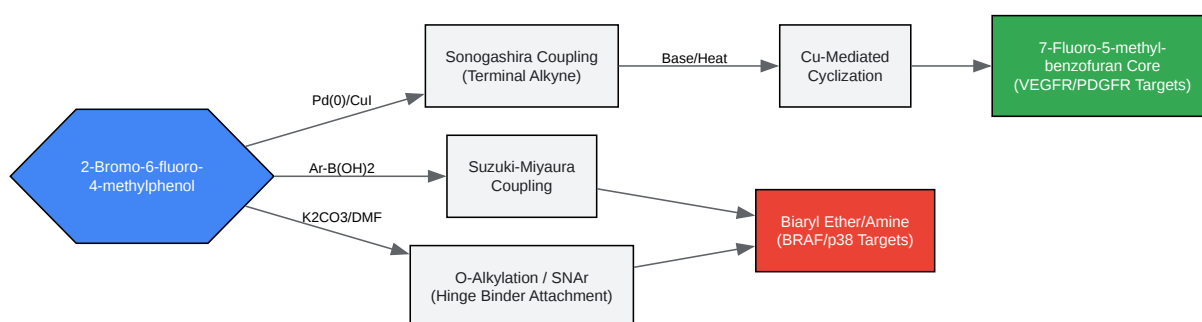 2-Bromo-6-fluoro-
4-methylphenol
Pd(0)/CuI
Sonogashira Coupling
(Terminal Alkyne)
Base/Heat
Cu-Mediated
Cyclization
7-Fluoro-5-methyl-
benzofuran Core
(VEGFR/PDGFR Targets)
Ar-B(OH)2
Suzuki-Miyaura
Coupling
K2CO3/DMF
O-Alkylation / SNAr
(Hinge Binder Attachment)
Biaryl Ether/Amine
(BRAF/p38 Targets)